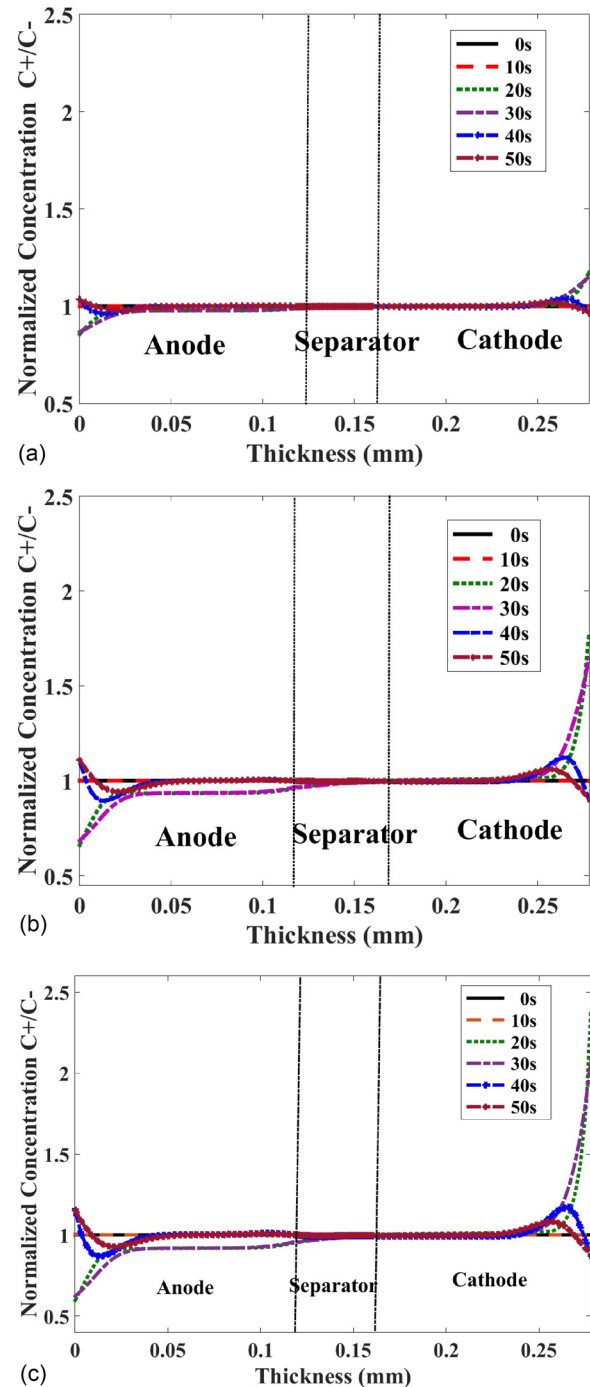 2.5
2
1.5
1
0.5
Normalized Concentration C+/C-
0s
10s
20s
30s
40s
50s
Anode
Separator
Cathode
0 0.05 0.1 0.15 0.2 0.25
Thickness (mm)
(a)
2.5
2
1.5
1
0.5
Normalized Concentration C+/C-
0s
10s
20s
30s
40s
50s
Anode
Separator
Cathode
0 0.05 0.1 0.15 0.2 0.25
Thickness (mm)
(b)
2.5
2
1.5
1
0.5
Normalized Concentration C+/C-
0s
10s
20s
30s
40s
50s
Anode
Separator
Cathode
0 0.05 0.1 0.15 0.2 0.25
Thickness (mm)
(c)